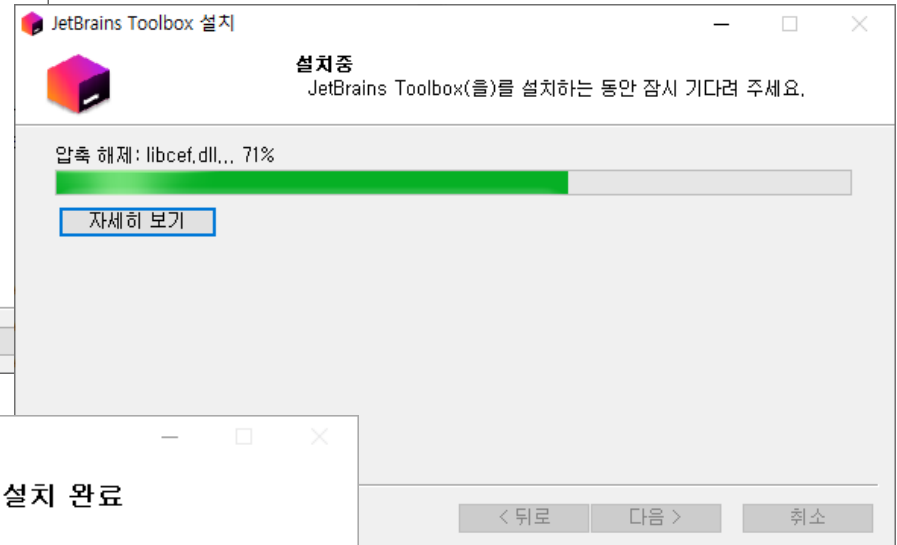 JetBrains Toolbox 설치
설치중
JetBrains Toolbox(을)를 설치하는 동안 잠시 기다려 주세요.
압축 해제: libcef.dll... 71%
자세히 보기
설치 완료
< 뒤로
다음 >
취소